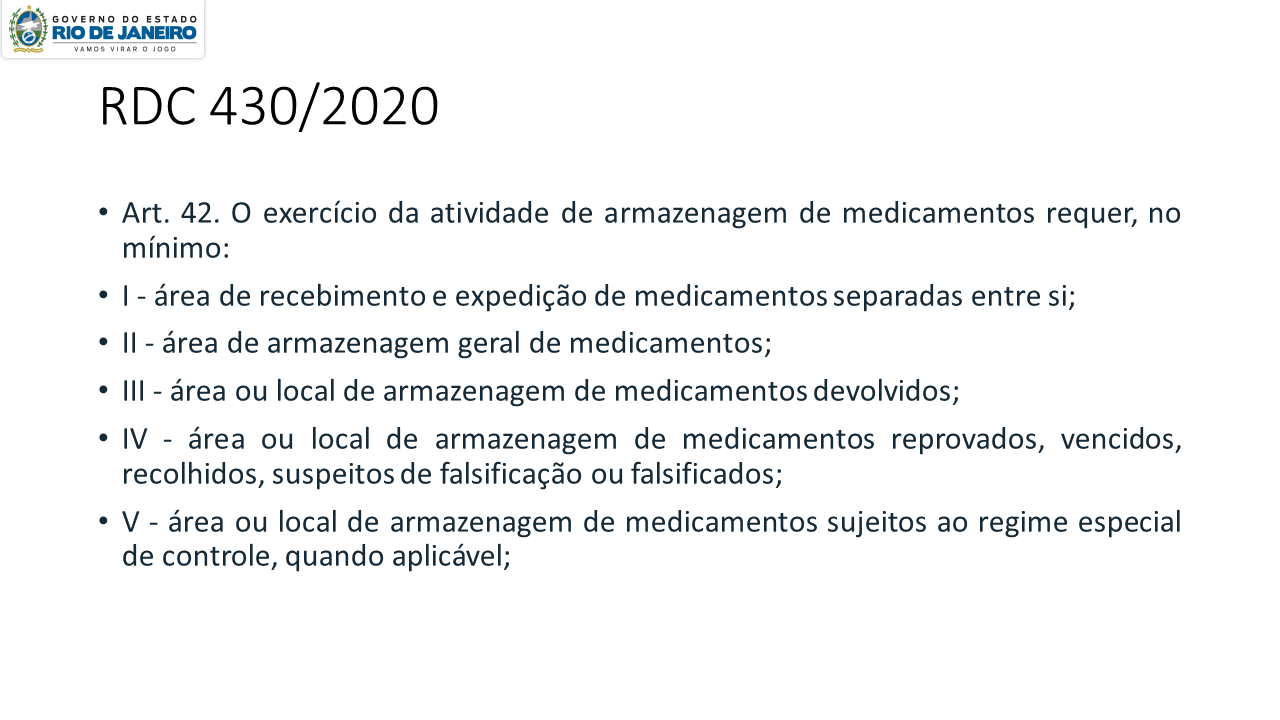 GOVERNO DO ESTADO
RIO DE JANEIRO
VAMOS VIRAR O JOGO
RDC 430/2020
• Art. 42. O exercício da atividade de armazenagem de medicamentos requer, no
mínimo:
• I - área de recebimento e expedição de medicamentos separadas entre si;
• II - área de armazenagem geral de medicamentos;
• III - área ou local de armazenagem de medicamentos devolvidos;
• IV - área ou local de armazenagem de medicamentos reprovados, vencidos,
recolhidos, suspeitos de falsificação ou falsificados;
• V - área ou local de armazenagem de medicamentos sujeitos ao regime especial
de controle, quando aplicável;